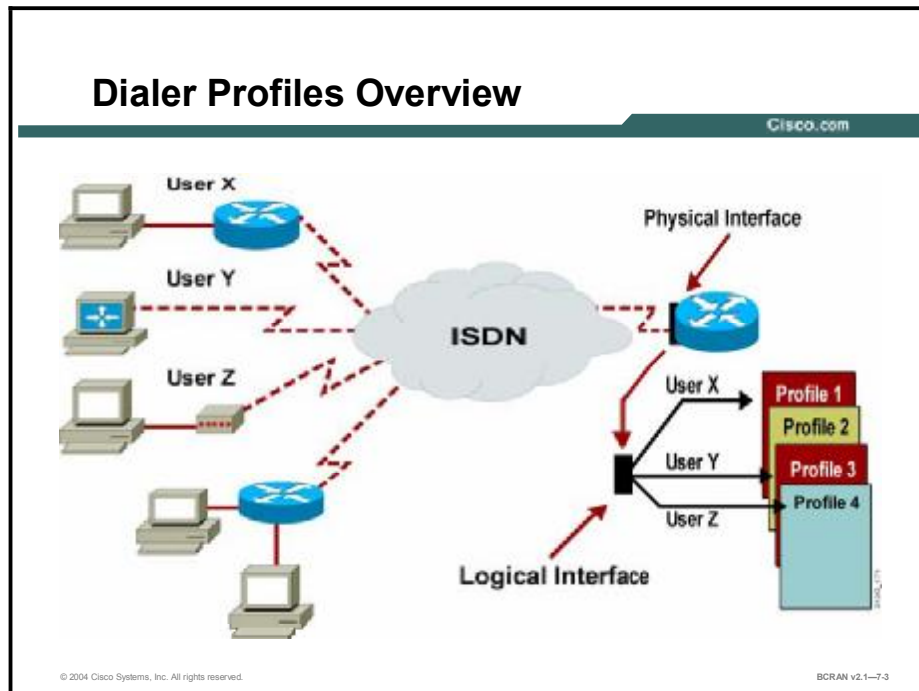 Dialer Profiles Overview
Cisco.com
User X
Physical Interface
User Y
ISDN
User Z
User X
Profile 1
Profile 2
User Y
Profile 3
Profile 4
User Z
Logical Interface
© 2004 Cisco Systems, Inc. All rights reserved.
BCRAN v2.1—7-3